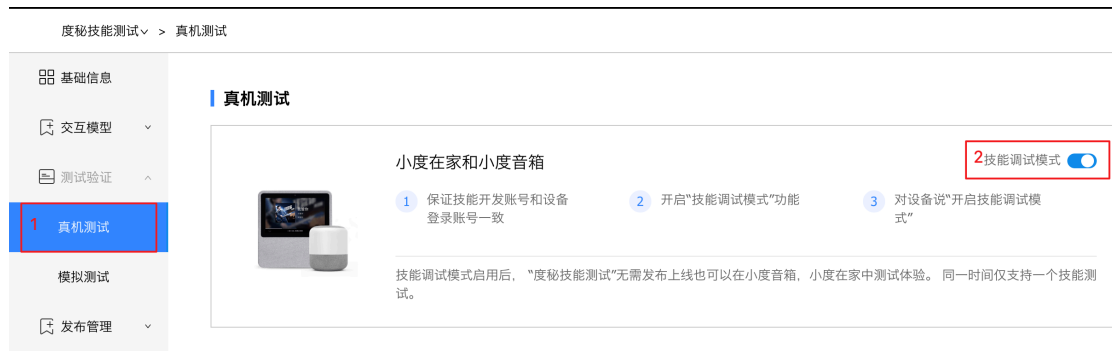 度秘技能测试 > 真机测试
基础信息
交互模型
测试验证
1 真机测试
模拟测试
发布管理
真机测试
小度在家和小度音箱
2技能调试模式
1 保证技能开发账号和设备
登录账号一致
2 开启“技能调试模式”功能
3 对设备说“开启技能调试模
式”
技能调试模式启用后， “度秘技能测试”无需发布上线也可以在小度音箱，小度在家中测试体验。 同一时间仅支持一个技能测
试。